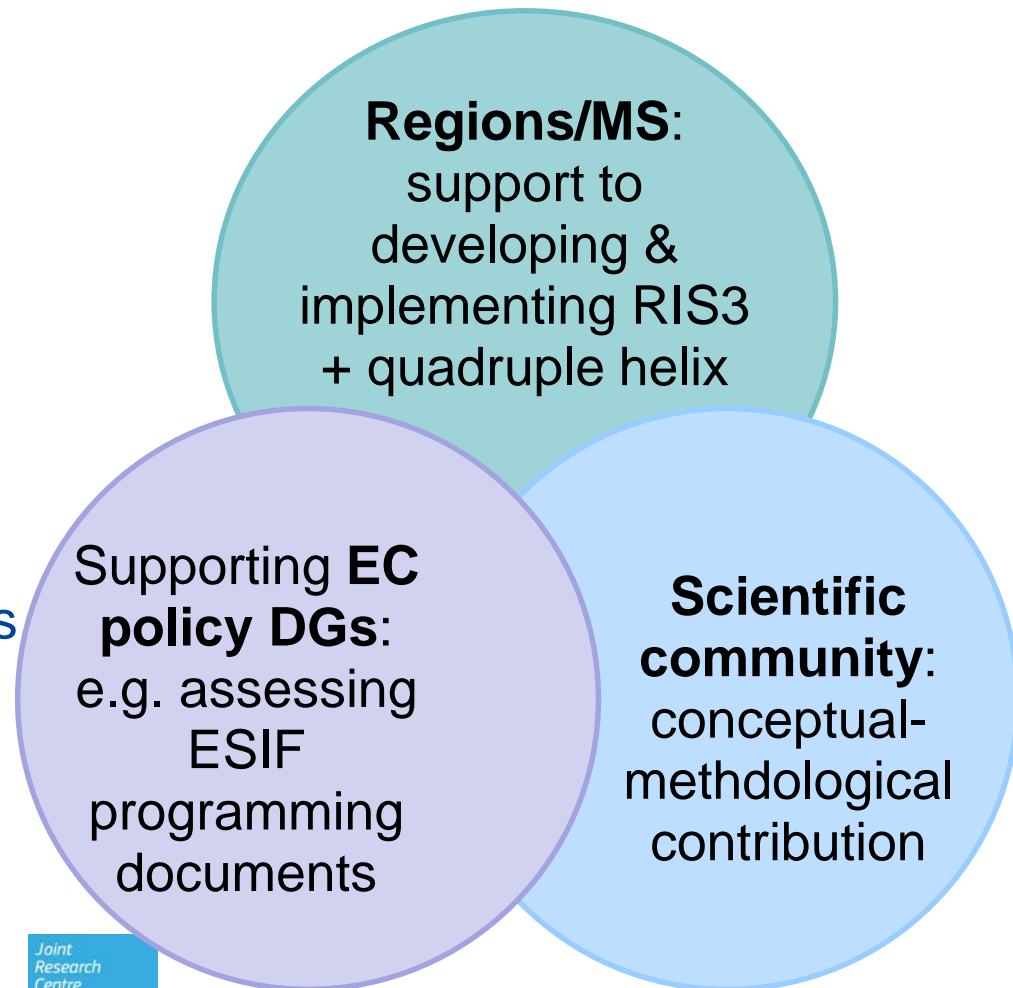 Regions/MS:
support to
developing &
implementing RIS3
+ quadruple helix
Supporting EC
policy DGs:
e.g. assessing
ESIF
programming
documents
s
Scientific
community:
conceptual-
methdological
contribution
Joint
Research
Centre